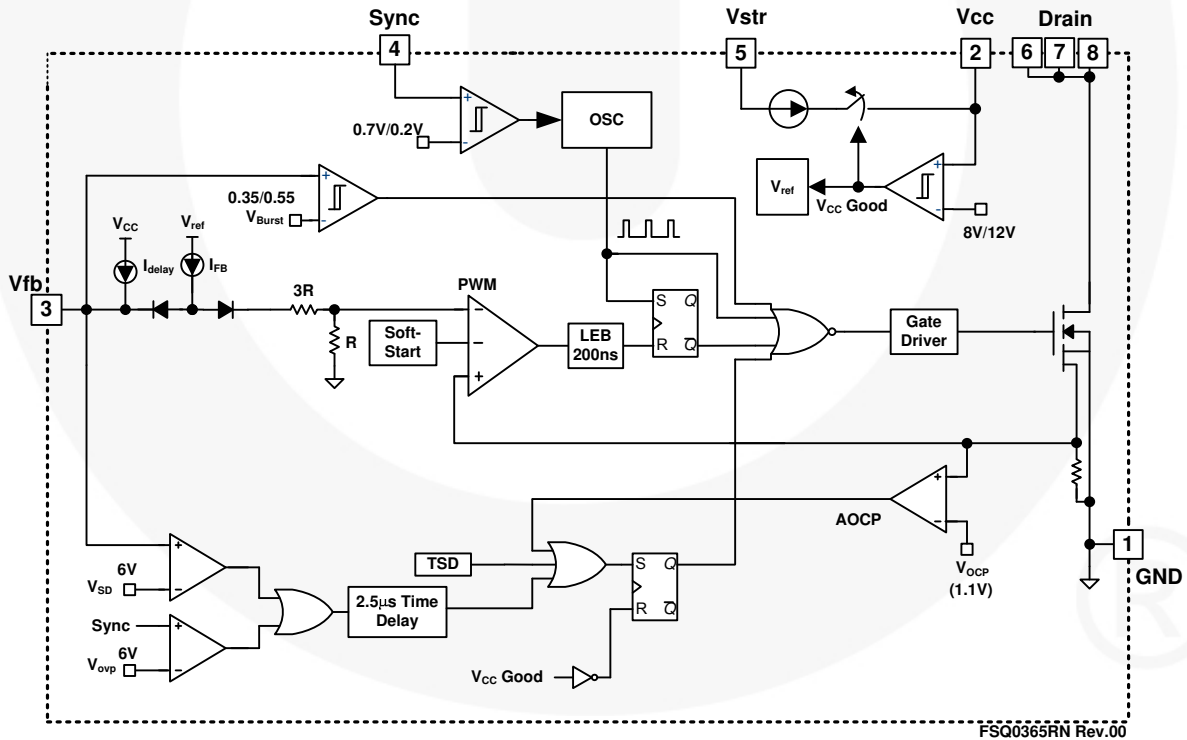 Sync
Vstr
Vcc
Drain
4
5
2
6
7
8
+
-
0.7V/0.2V
OSC
+
-
0.35/0.55
VBurst
Vref
VCC Good
+
-
8V/12V
VCC
Vref
Idelay
IFB
Vfb
3
3R
R
PWM
Soft-
Start
−
−
+
LEB
200ns
S
Q
R
Q̅
Gate
Driver
AOCP
+
−
VOCP
(1.1V)
1
GND
+
−
6V
VSD
Sync
6V
Vovp
+
−
2.5μs Time
Delay
TSD
S
Q
R
Q̅
VCC Good
FSQ0365RN Rev.00
®